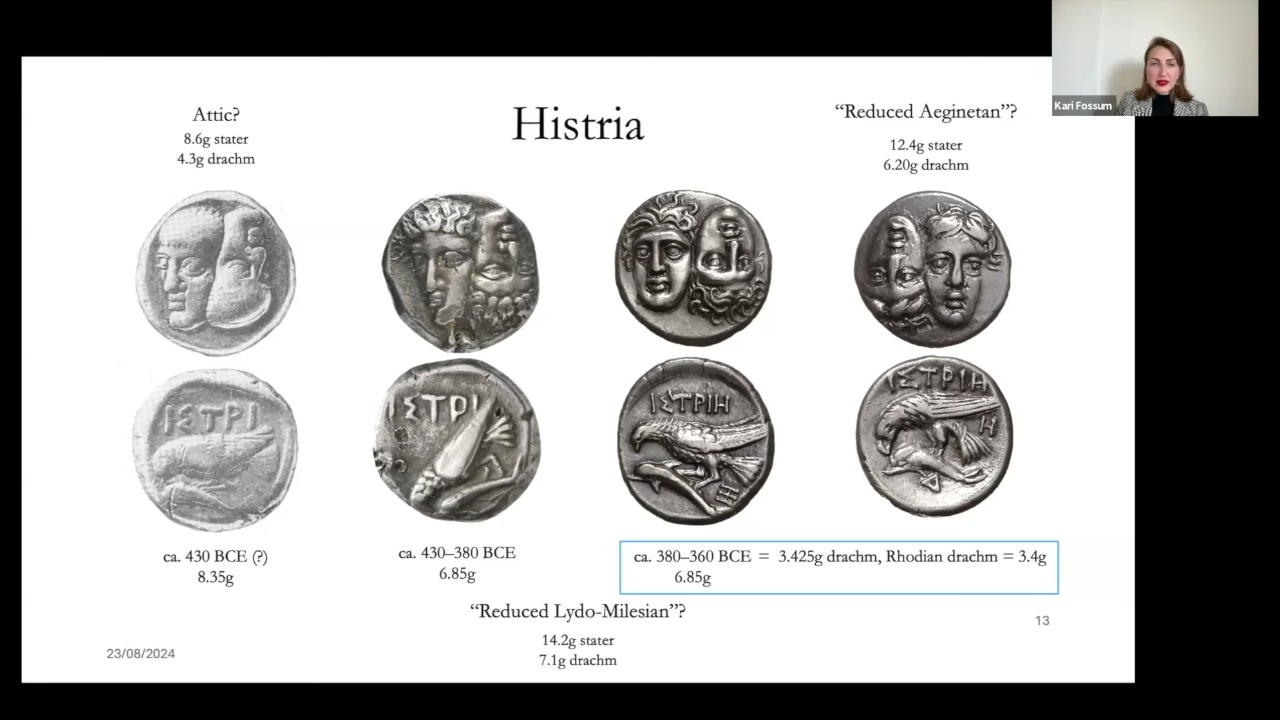 Attic?
8.6g stater
4.3g drachm
Histria
“Reduced Aeginetan”?
12.4g stater
6.20g drachm
Kari Fossum
ΙΣΤΡΙ
ΙΣΤΡΙ
ΙΣΤΡΙΗ
ΙΣΤΡΙΗ
Η
Δ
ca. 430 BCE (?)
8.35g
ca. 430–380 BCE
6.85g
ca. 380–360 BCE = 3.425g drachm, Rhodian drachm = 3.4g
6.85g
“Reduced Lydo-Milesian”?
14.2g stater
7.1g drachm
13
23/08/2024